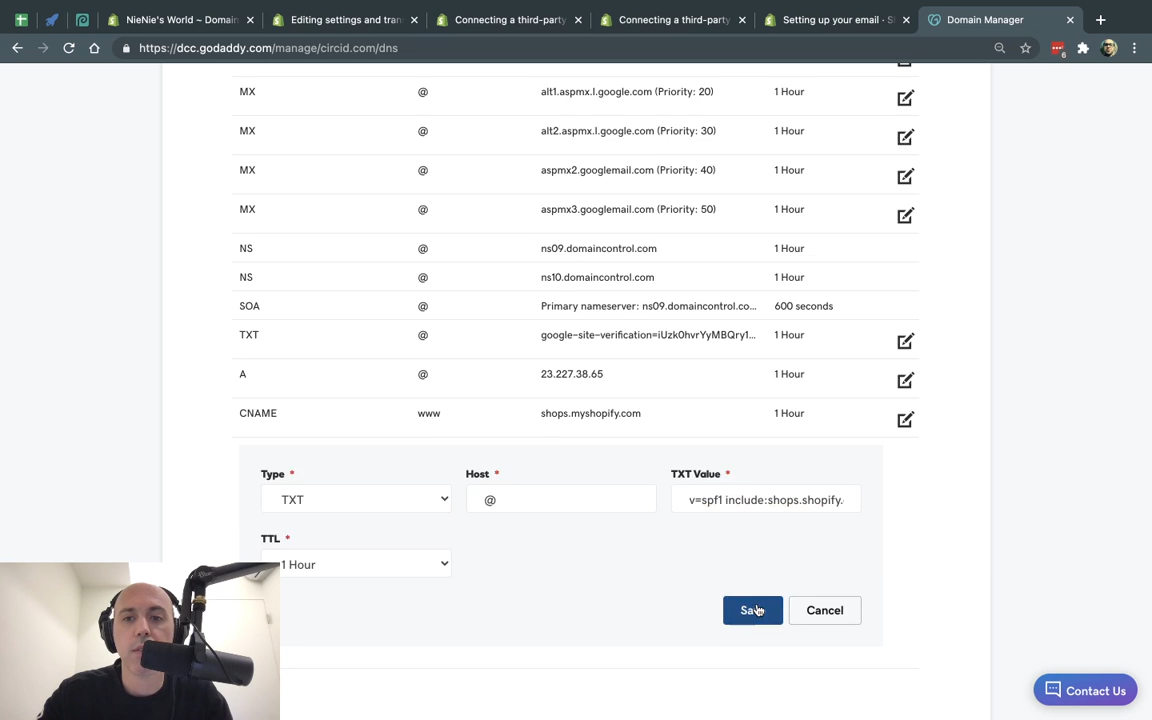 NieNie's World ~ Domain
Editing settings and tran
Connecting a third-party
Connecting a third-party
Setting up your email - S
Domain Manager
https://dcc.godaddy.com/manage/circid.com/dns
6
MX @ alt1.aspmx.l.google.com (Priority: 20) 1 Hour
MX @ alt2.aspmx.l.google.com (Priority: 30) 1 Hour
MX @ aspmx2.googlemail.com (Priority: 40) 1 Hour
MX @ aspmx3.googlemail.com (Priority: 50) 1 Hour
NS @ ns09.domaincontrol.com 1 Hour
NS @ ns10.domaincontrol.com 1 Hour
SOA @ Primary nameserver: ns09.domaincontrol.co... 600 seconds
TXT @ google-site-verification=iUzk0hvrYyMBQry1... 1 Hour
A @ 23.227.38.65 1 Hour
CNAME www shops.myshopify.com 1 Hour
Type * Host * TXT Value *
TXT @ v=spf1 include:shops.shopify.
TTL *
1 Hour
Save Cancel
Contact Us